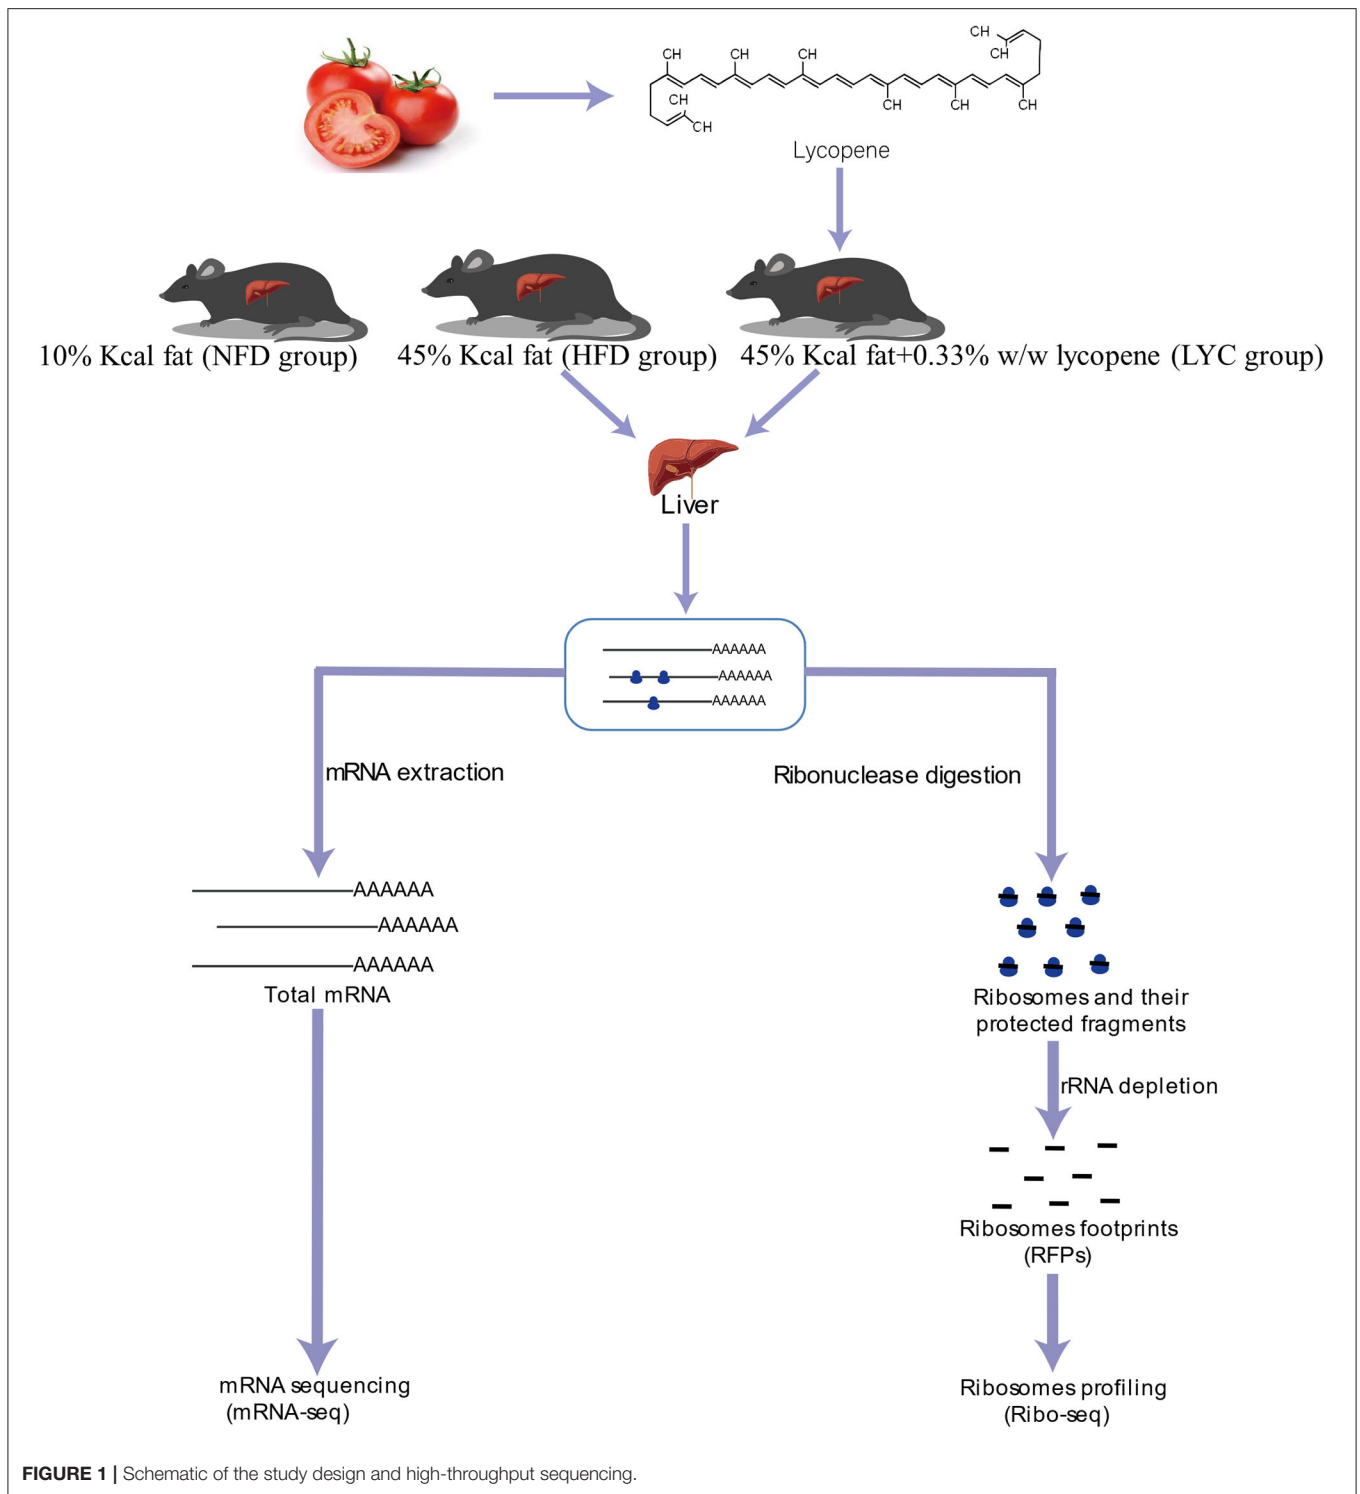 CH
CH
CH
CH
CH
CH
CH
CH
CH
CH
Lycopene
10% Kcal fat (NFD group)
45% Kcal fat (HFD group)
45% Kcal fat+0.33% w/w lycopene (LYC group)
Liver
AAAAAA
AAAAAA
AAAAAA
mRNA extraction
Ribonuclease digestion
AAAAAA
AAAAAA
AAAAAA
Total mRNA
Ribosomes and their
protected fragments
rRNA depletion
Ribosomes footprints
(RFPs)
mRNA sequencing
(mRNA-seq)
Ribosomes profiling
(Ribo-seq)
FIGURE 1 | Schematic of the study design and high-throughput sequencing.